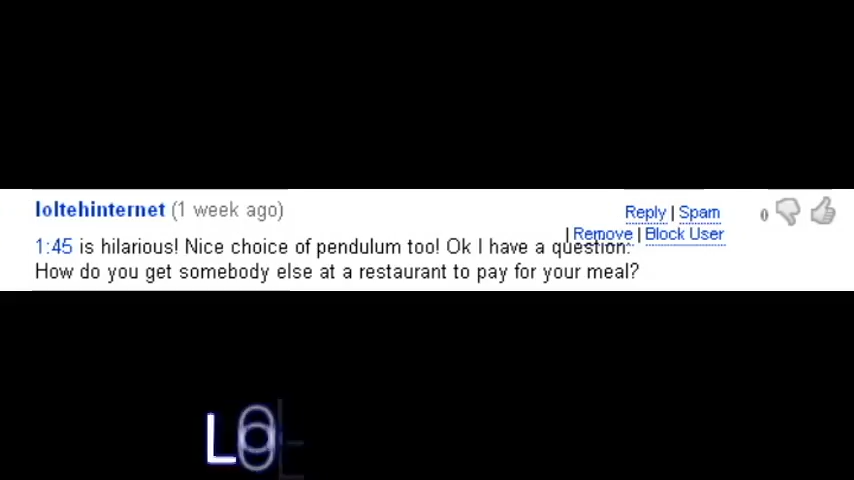 loltehinternet (1 week ago) Reply | Spam 0
| Remove | Block User
1:45 is hilarious! Nice choice of pendulum too! Ok I have a question:
How do you get somebody else at a restaurant to pay for your meal?
LO